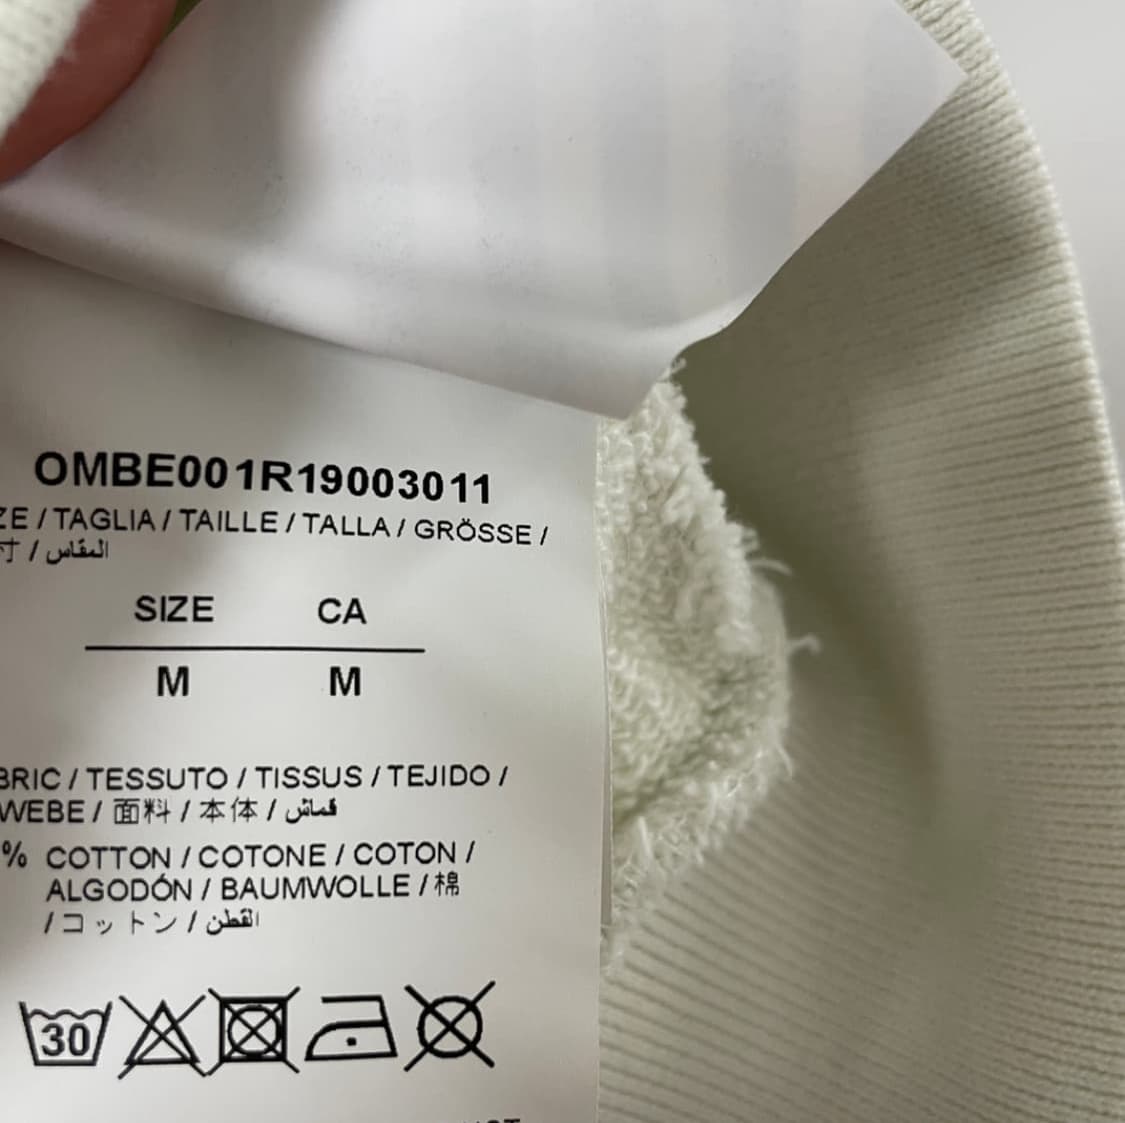 OMBE001R19003011
ZE / TAGLIA / TAILLE / TALLA / GRÖSSE /
寸 / المقاس
SIZE CA
M M
BRIC / TESSUTO / TISSUS / TEJIDO /
WEBE / 面料 / 本体 / قماش
% COTTON / COTONE / COTON /
ALGODÓN / BAUMWOLLE / 棉
/ コットン / القطن
30